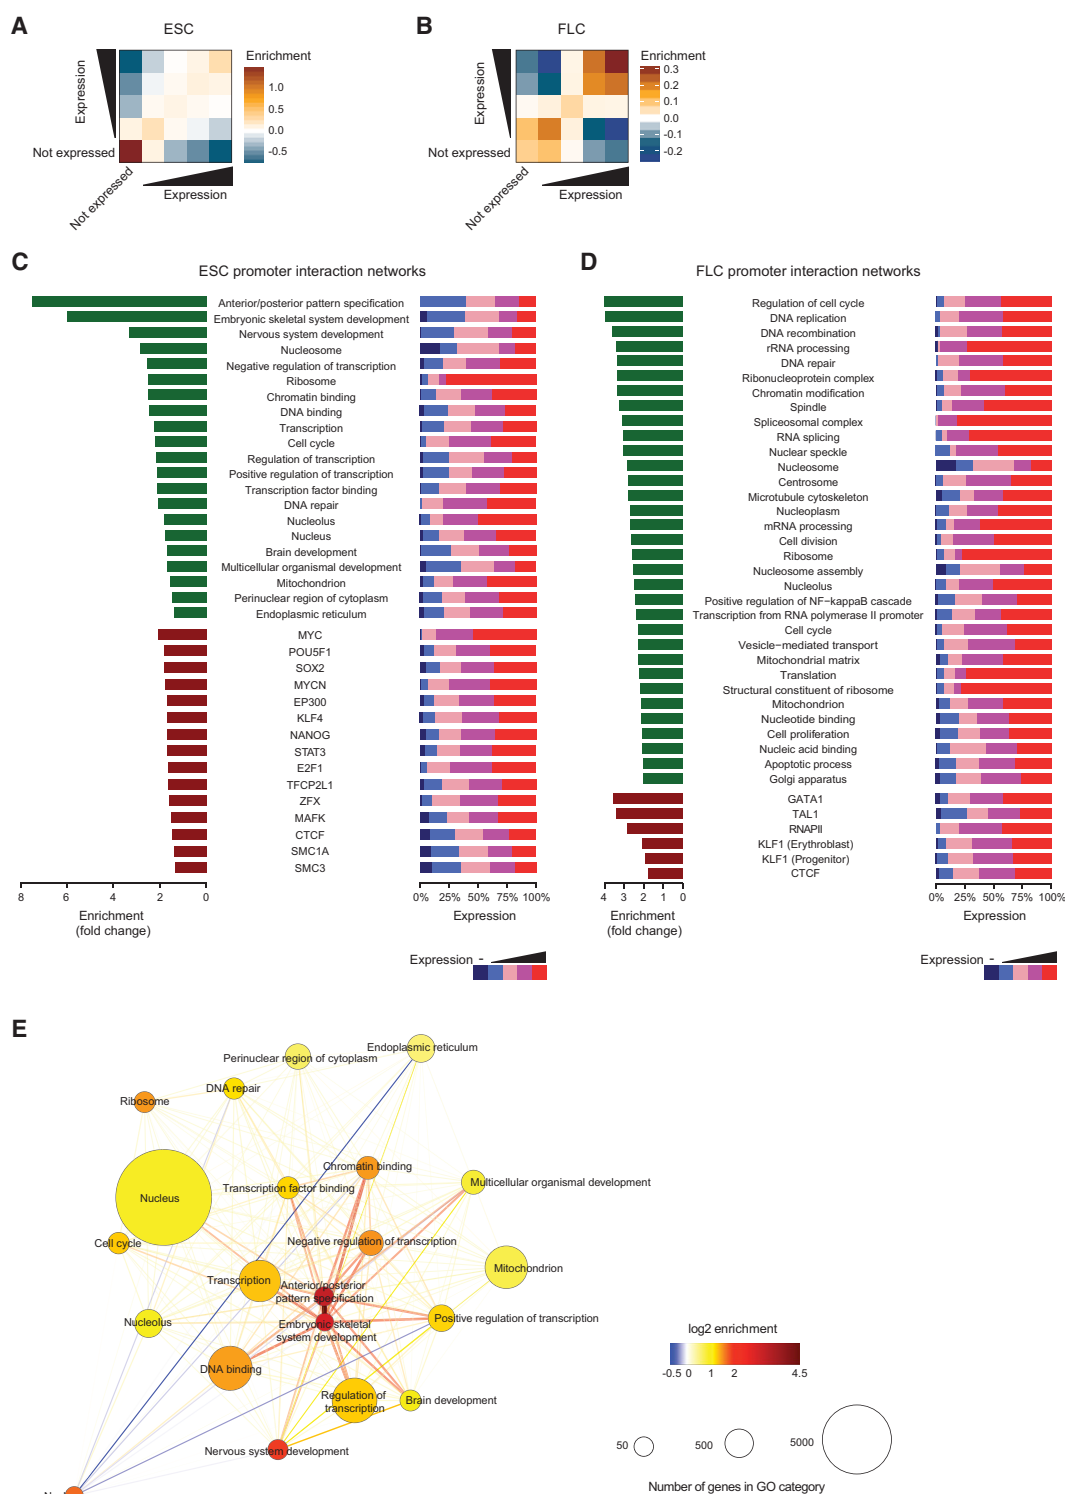 A
ESC
Enrichment
1.0
0.5
0.0
-0.5
Expression
Not expressed
Not expressed
Expression
B
FLC
Enrichment
0.3
0.2
0.1
0.0
-0.1
-0.2
Expression
Not expressed
Not expressed
Expression
C
ESC promoter interaction networks
Anterior/posterior pattern specification
Embryonic skeletal system development
Nervous system development
Nucleosome
Negative regulation of transcription
Ribosome
Chromatin binding
DNA binding
Transcription
Cell cycle
Regulation of transcription
Positive regulation of transcription
Transcription factor binding
DNA repair
Nucleolus
Nucleus
Brain development
Multicellular organismal development
Mitochondrion
Perinuclear region of cytoplasm
Endoplasmic reticulum
MYC
POU5F1
SOX2
MYCN
EP300
KLF4
NANOG
STAT3
E2F1
TFCP2L1
ZFX
MAFK
CTCF
SMC1A
SMC3
8 6 4 2 0
Enrichment
(fold change)
0% 25% 50% 75% 100%
Expression
Expression -
D
FLC promoter interaction networks
Regulation of cell cycle
DNA replication
DNA recombination
rRNA processing
DNA repair
Ribonucleoprotein complex
Chromatin modification
Spindle
Spliceosomal complex
RNA splicing
Nuclear speckle
Nucleosome
Centrosome
Microtubule cytoskeleton
Nucleoplasm
mRNA processing
Cell division
Ribosome
Nucleosome assembly
Nucleolus
Positive regulation of NF−kappaB cascade
Transcription from RNA polymerase II promoter
Cell cycle
Vesicle−mediated transport
Mitochondrial matrix
Translation
Structural constituent of ribosome
Mitochondrion
Nucleotide binding
Cell proliferation
Nucleic acid binding
Apoptotic process
Golgi apparatus
GATA1
TAL1
RNAPII
KLF1 (Erythroblast)
KLF1 (Progenitor)
CTCF
4 3 2 1 0
Enrichment
(fold change)
0% 25% 50% 75% 100%
Expression
Expression -
E
Endoplasmic reticulum
Perinuclear region of cytoplasm
DNA repair
Ribosome
Chromatin binding
Transcription factor binding
Multicellular organismal development
Nucleus
Cell cycle
Negative regulation of transcription
Mitochondrion
Transcription
Anterior/posterior
pattern specification
Nucleolus
Embryonic skeletal
system development
Positive regulation of transcription
DNA binding
Regulation of
transcription
Brain development
Nervous system development
log2 enrichment
-0.5 0 1 2 4.5
50
500
5000
Number of genes in GO category